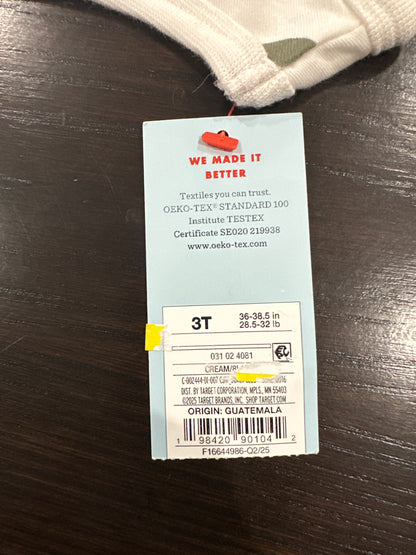 WE MADE IT
BETTER
Textiles you can trust.
OEKO-TEX® STANDARD 100
Institute TESTEX
Certificate SE020 219938
www.oeko-tex.com
3T
36-38.5 in
28.5-32 lb
031 02 4081
CREAM/
C-002444-01-007
DIST. BY TARGET CORPORATION, MPLS, MN 55403
©2025 TARGET BRANDS, INC. SHOP TARGET.COM
ORIGIN: GUATEMALA
1 98420 90104 2
F16644986-Q2/25